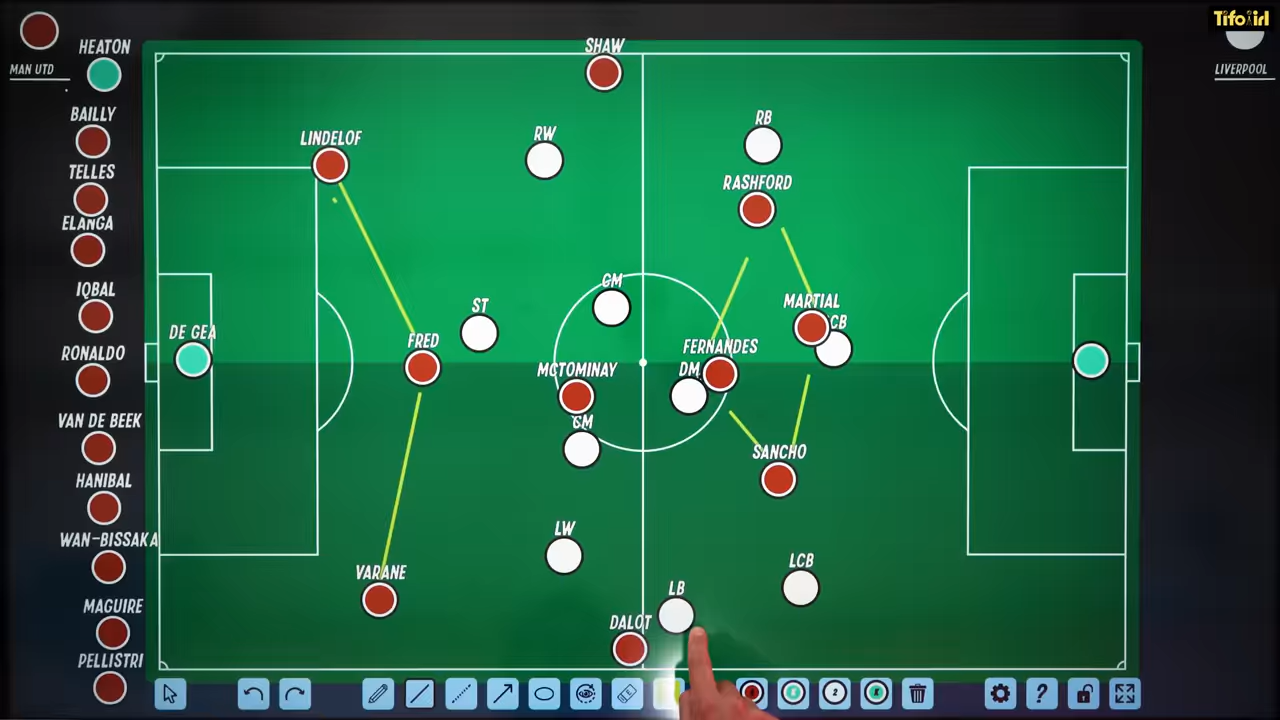 Tifo irl
MAN UTD
LIVERPOOL
HEATON
BAILLY
TELLES
ELANGA
IQBAL
RONALDO
VAN DE BEEK
HANIBAL
WAN-BISSAKA
MAGUIRE
PELLISTRI
SHAW
LINDELOF
RW
RB
RASHFORD
CM
ST
MARTIAL
CB
DE GEA
FRED
FERNANDES
MCTOMINAY
DM
CM
SANCHO
LW
LCB
VARANE
LB
DALOT
2
?